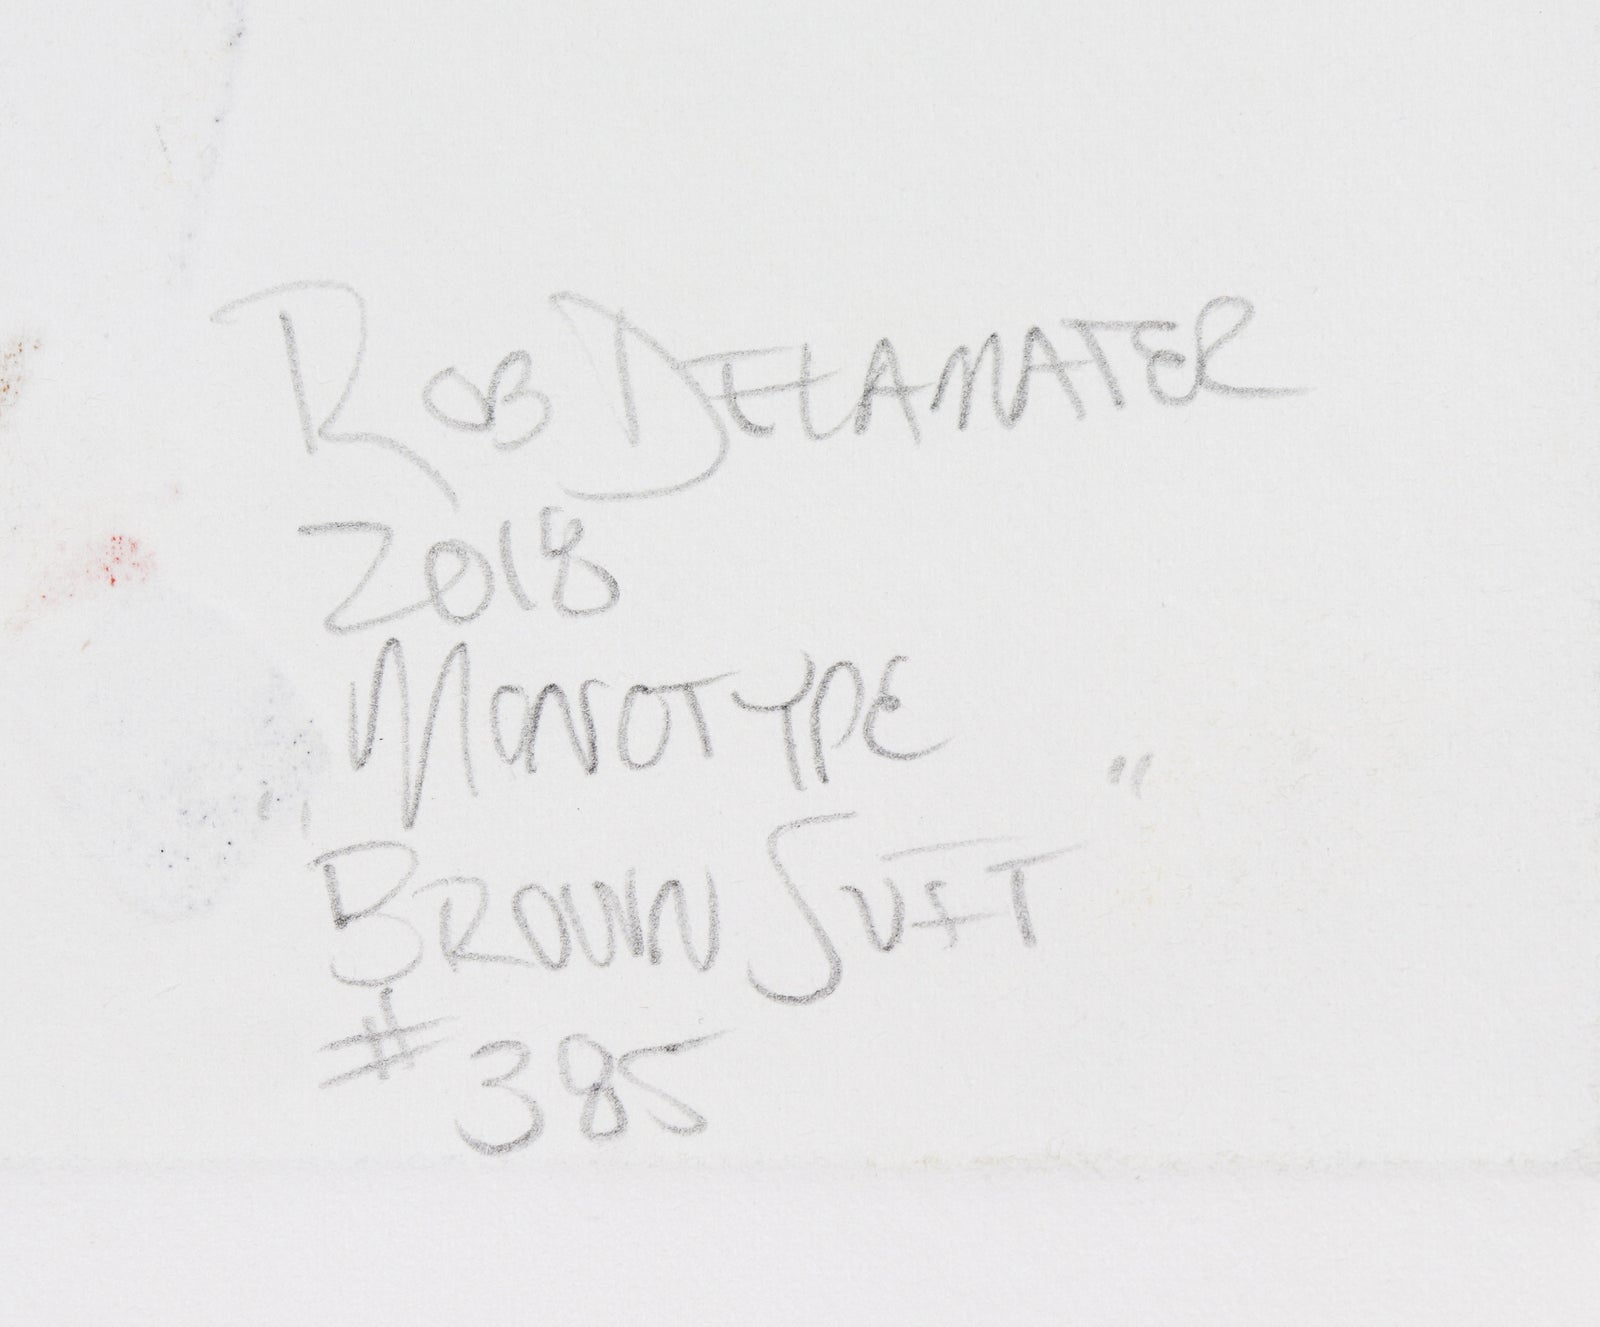 ROB DELAMATER
2018
MONOTYPE
"BROWN SUIT"
#385